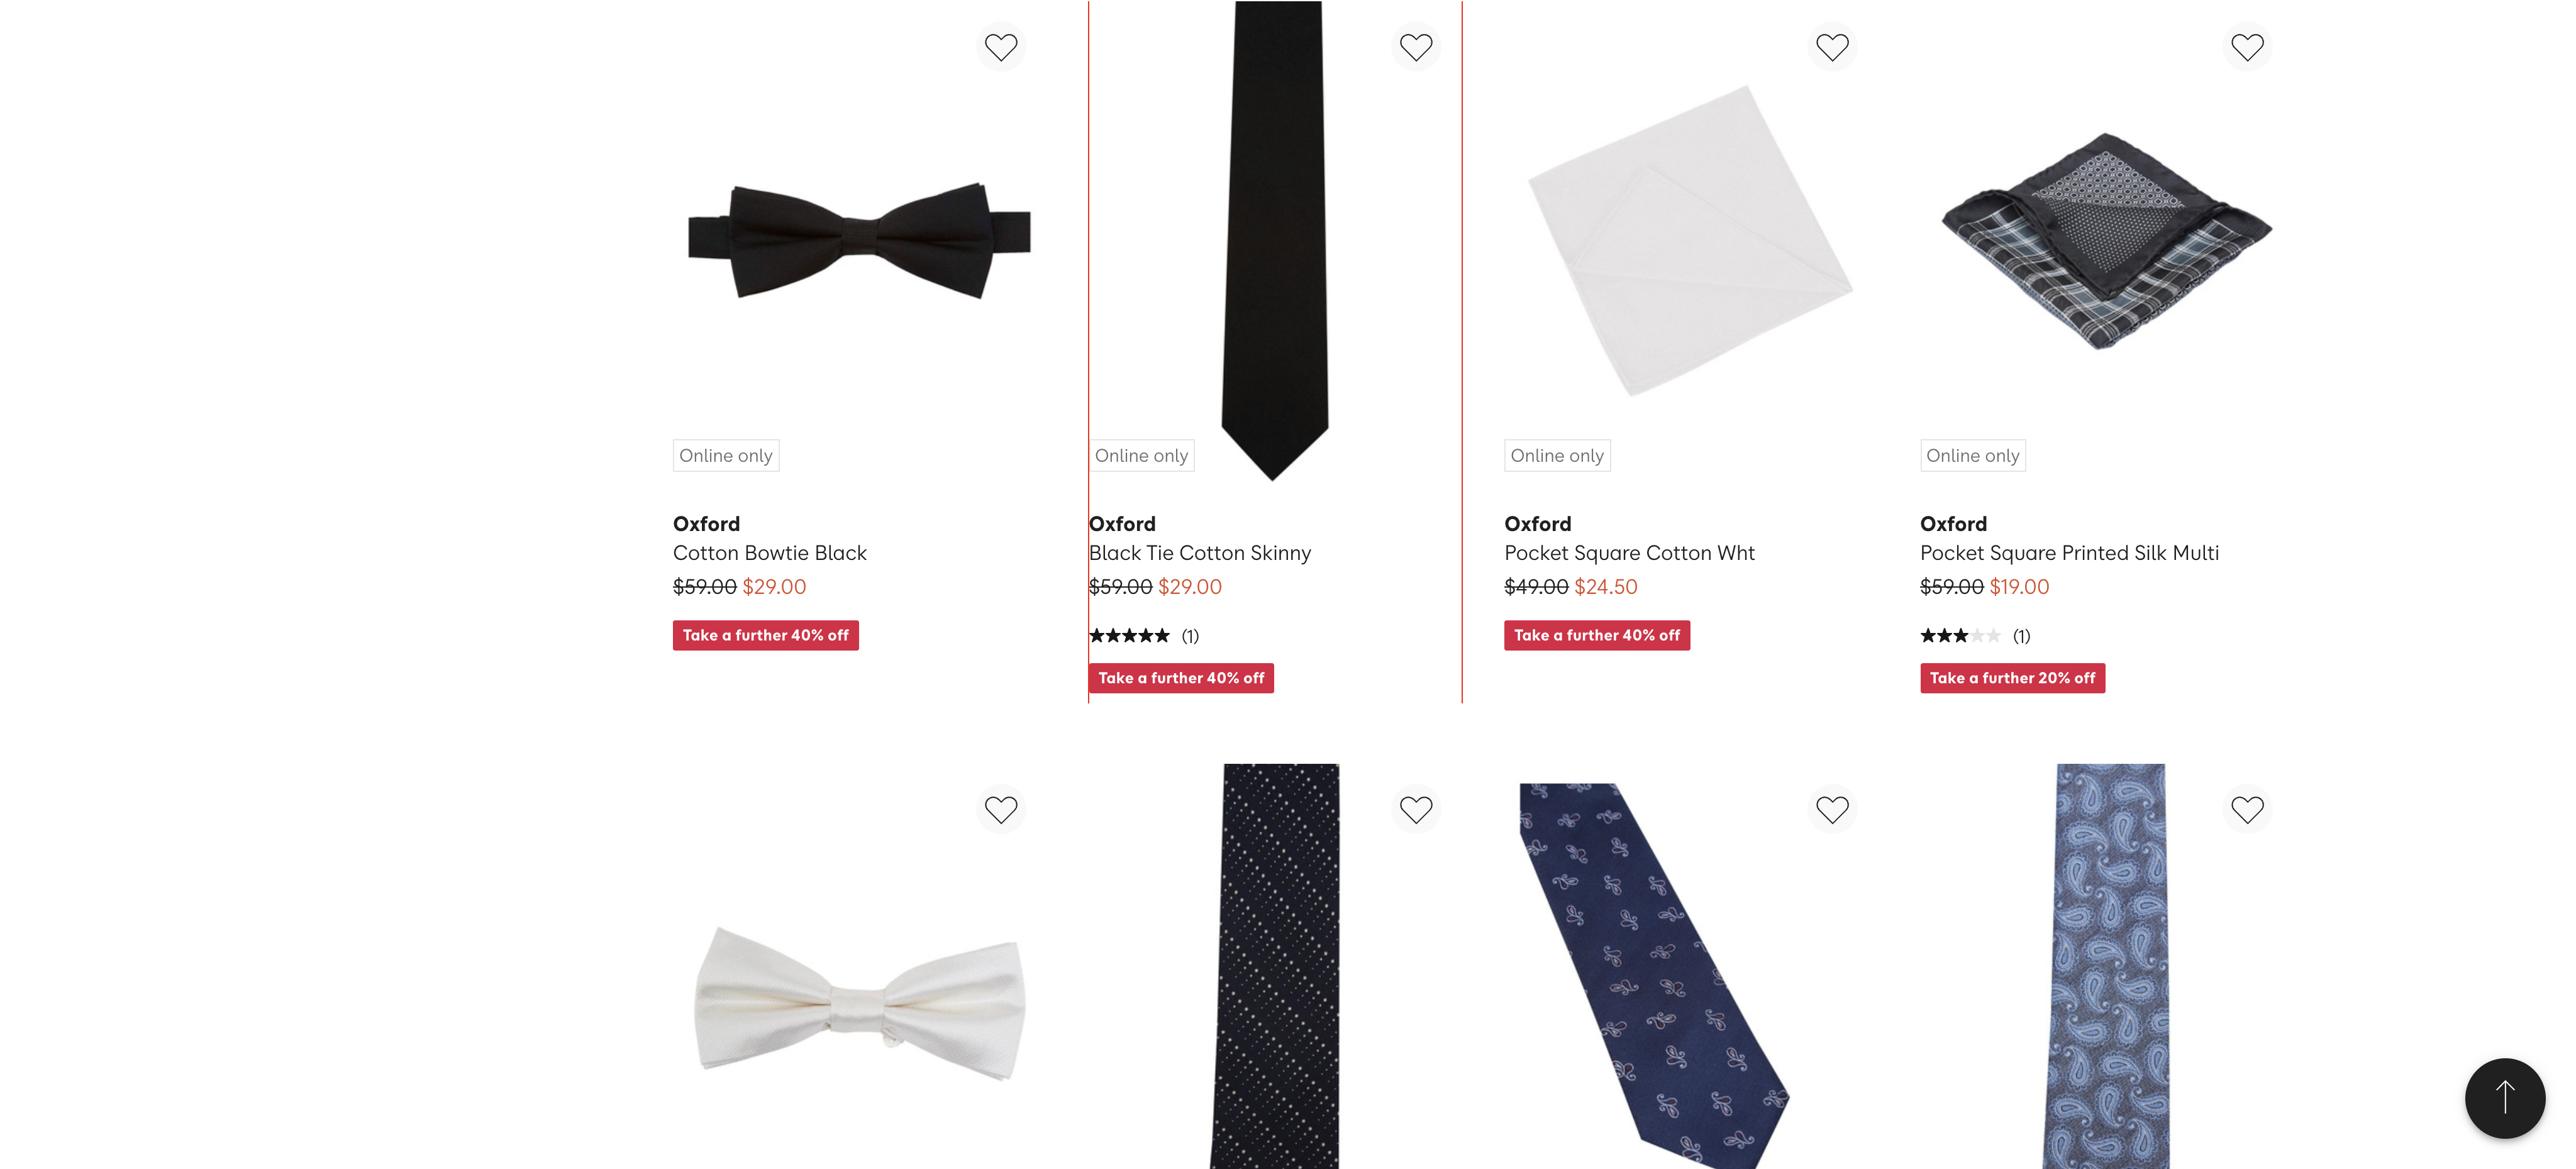 Online only
Oxford
Cotton Bowtie Black
$59.00 $29.00
Take a further 40% off
Online only
Oxford
Black Tie Cotton Skinny
$59.00 $29.00
★★★★★ (1)
Take a further 40% off
Online only
Oxford
Pocket Square Cotton Wht
$49.00 $24.50
Take a further 40% off
Online only
Oxford
Pocket Square Printed Silk Multi
$59.00 $19.00
★★★★★ (1)
Take a further 20% off